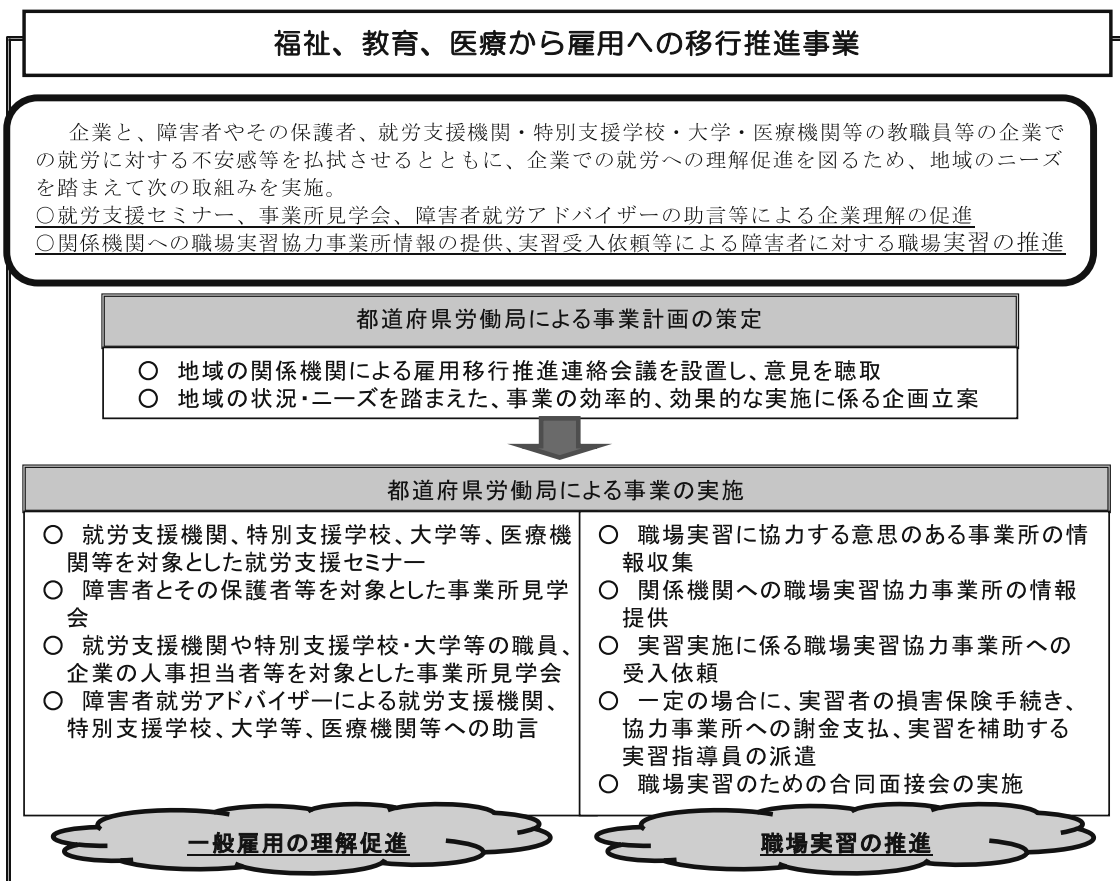 福祉、教育、医療から雇用への移行推進事業
企業と、障害者やその保護者、就労支援機関・特別支援学校・大学・医療機関等の教職員等の企業で
の就労に対する不安感等を払拭させるとともに、企業での就労への理解促進を図るため、地域のニーズ
を踏まえて次の取組みを実施。
○就労支援セミナー、事業所見学会、障害者就労アドバイザーの助言等による企業理解の促進
○関係機関への職場実習協力事業所情報の提供、実習受入依頼等による障害者に対する職場実習の推進
都道府県労働局による事業計画の策定
○ 地域の関係機関による雇用移行推進連絡会議を設置し、意見を聴取
○ 地域の状況・ニーズを踏まえた、事業の効率的、効果的な実施に係る企画立案
都道府県労働局による事業の実施
○ 就労支援機関、特別支援学校、大学等、医療機
関等を対象とした就労支援セミナー
○ 障害者とその保護者等を対象とした事業所見学
会
○ 就労支援機関や特別支援学校・大学等の職員、
企業の人事担当者等を対象とした事業所見学会
○ 障害者就労アドバイザーによる就労支援機関、
特別支援学校、大学等、医療機関等への助言
一般雇用の理解促進
○ 職場実習に協力する意思のある事業所の情
報収集
○ 関係機関への職場実習協力事業所の情報
提供
○ 実習実施に係る職場実習協力事業所への
受入依頼
○ 一定の場合に、実習者の損害保険手続き、
協力事業所への謝金支払、実習を補助する
実習指導員の派遣
○ 職場実習のための合同面接会の実施
職場実習の推進